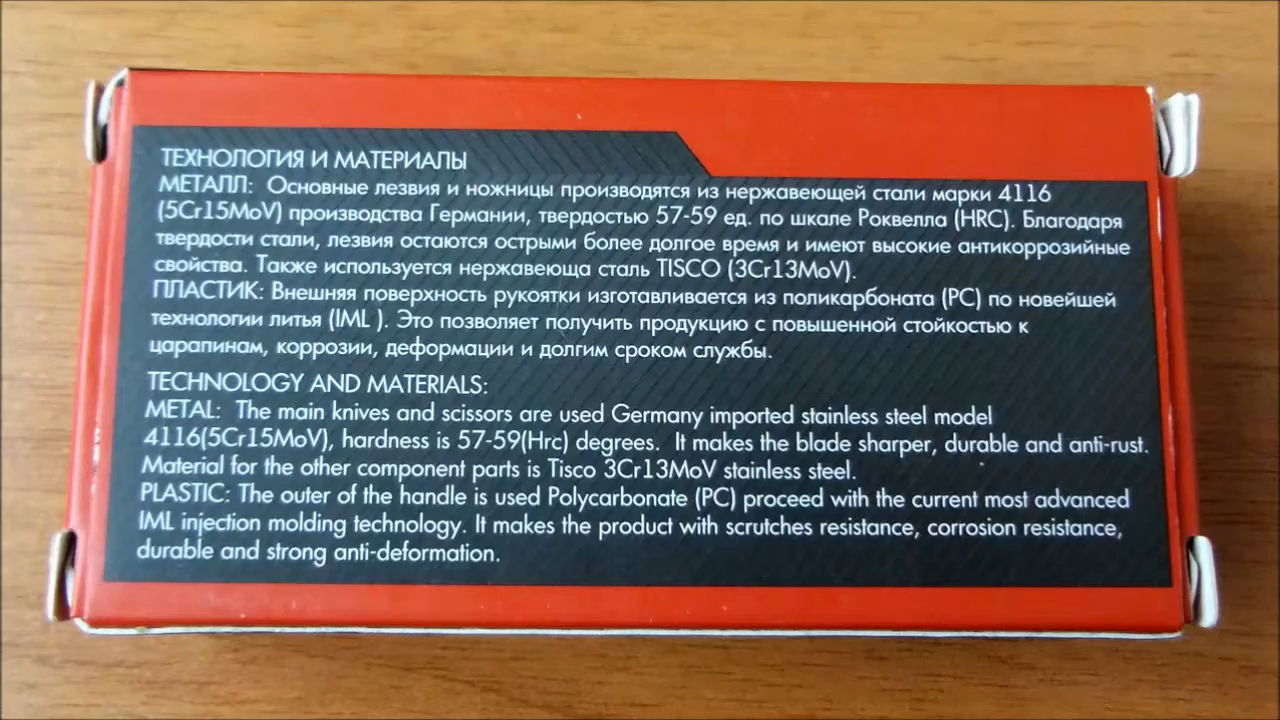 ТЕХНОЛОГИЯ И МАТЕРИАЛЫ
МЕТАЛЛ: Основные лезвия и ножницы производятся из нержавеющей стали марки 4116
(5Cr15MoV) производства Германии, твердостью 57-59 ед. по шкале Роквелла (HRC). Благодаря
твердости стали, лезвия остаются острыми более долгое время и имеют высокие антикоррозийные
свойства. Также используется нержавеюща сталь TISCO (3Cr13MoV).
ПЛАСТИК: Внешняя поверхность рукоятки изготавливается из поликарбоната (PC) по новейшей
технологии литья (IML ). Это позволяет получить продукцию с повышенной стойкостью к
царапинам, коррозии, деформации и долгим сроком службы.
TECHNOLOGY AND MATERIALS:
METAL: The main knives and scissors are used Germany imported stainless steel model
4116(5Cr15MoV), hardness is 57-59(Hrc) degrees. It makes the blade sharper, durable and anti-rust.
Material for the other component parts is Tisco 3Cr13MoV stainless steel.
PLASTIC: The outer of the handle is used Polycarbonate (PC) proceed with the current most advanced
IML injection molding technology. It makes the product with scrutches resistance, corrosion resistance,
durable and strong anti-deformation.